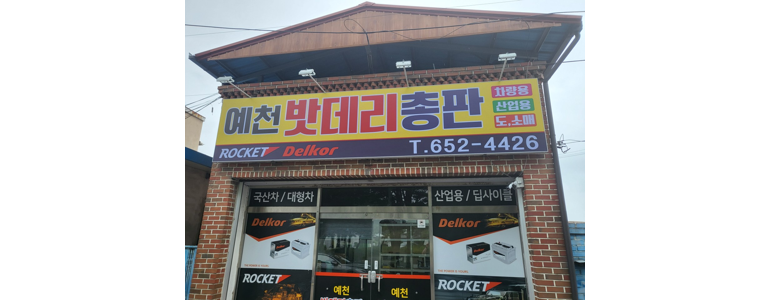 예천밧데리총판
차량용
산업용
도,소매
ROCKET Delkor
T.652-4426
국산차/대형차
산업용/딥사이클
Delkor
Delkor
ROCKET
ROCKET
예천
예천